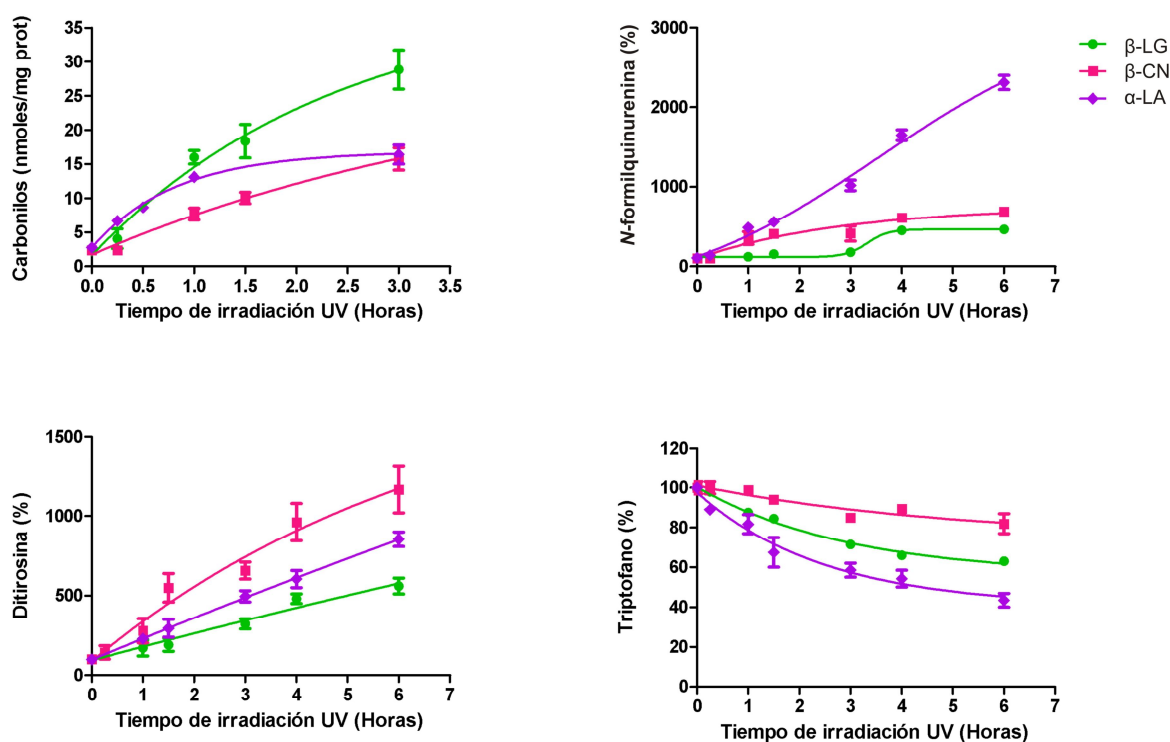 Carbonilos (nmoles/mg prot)
35
30
25
20
15
10
5
0
0.0 0.5 1.0 1.5 2.0 2.5 3.0 3.5
Tiempo de irradiación UV (Horas)
N-formilquinurenina (%)
3000
2000
1000
0
0 1 2 3 4 5 6 7
Tiempo de irradiación UV (Horas)
β-LG
β-CN
α-LA
Ditirosina (%)
1500
1000
500
0
0 1 2 3 4 5 6 7
Tiempo de irradiación UV (Horas)
Triptofano (%)
120
100
80
60
40
20
0
0 1 2 3 4 5 6 7
Tiempo de irradiación UV (Horas)